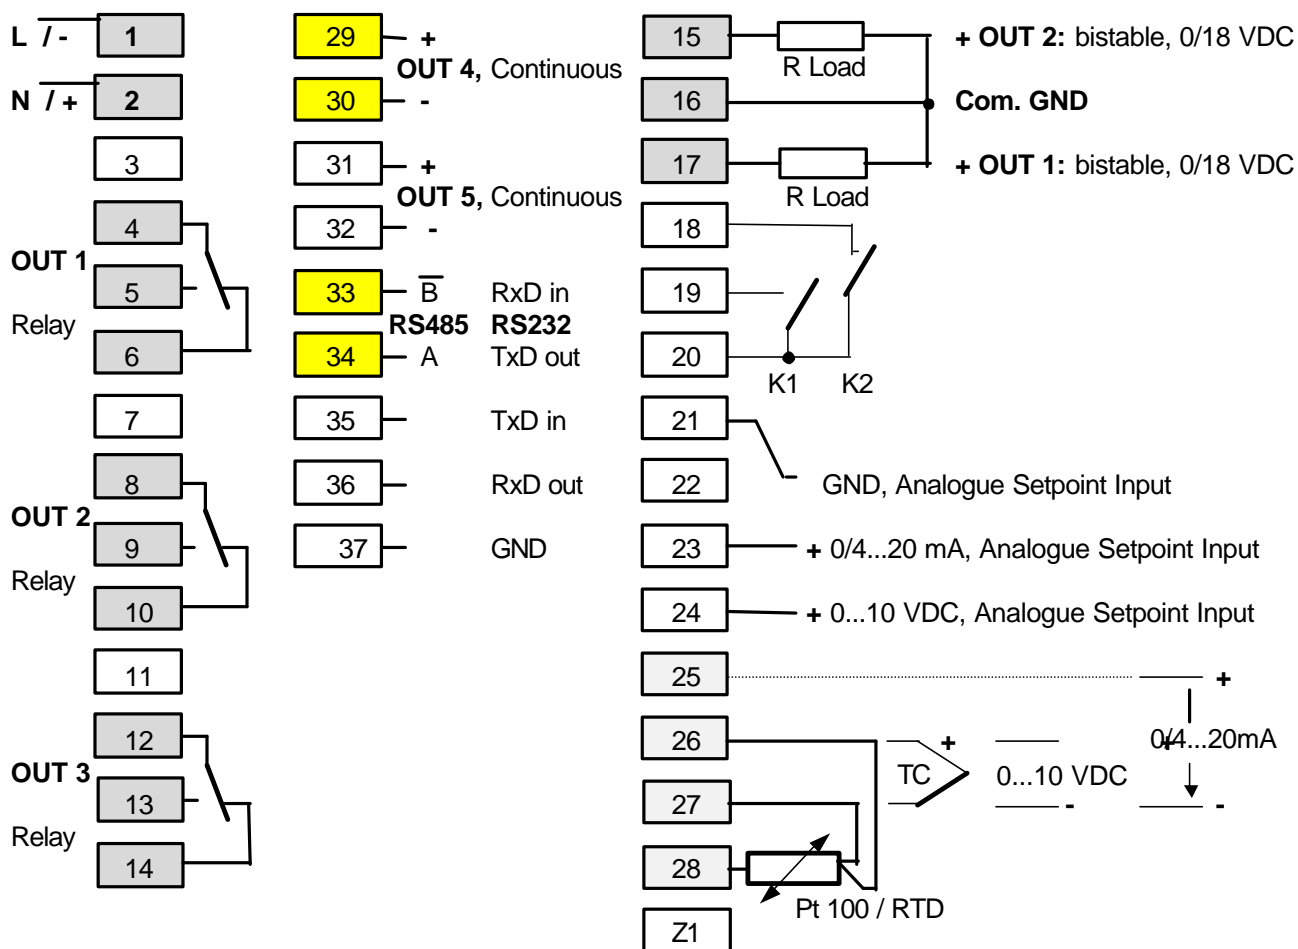 L / - 1
N / + 2
3
4
OUT 1
5
Relay
6
7
8
OUT 2
9
Relay
10
11
12
OUT 3
13
Relay
14
29 +
OUT 4, Continuous
30 -
31 +
OUT 5, Continuous
32 -
33 B̅ RxD in
RS485 RS232
34 A TxD out
35 TxD in
36 RxD out
37 GND
15 + OUT 2: bistable, 0/18 VDC
R Load
16 Com. GND
17 + OUT 1: bistable, 0/18 VDC
R Load
18
19
20
K1 K2
21
22 GND, Analogue Setpoint Input
23 + 0/4...20 mA, Analogue Setpoint Input
24 + 0...10 VDC, Analogue Setpoint Input
25 +
26 + + 0/4...20mA
TC 0...10 VDC
27 - -
28
Pt 100 / RTD
Z1